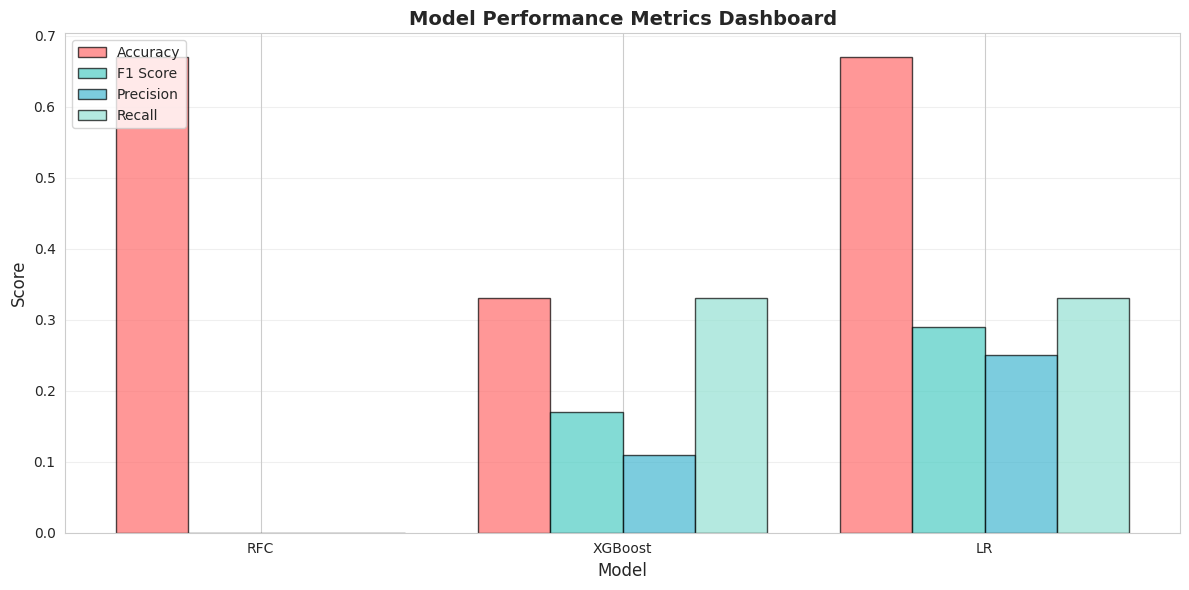 Model Performance Metrics Dashboard
Accuracy
F1 Score
Precision
Recall
0.7
0.6
0.5
0.4
0.3
0.2
0.1
0.0
Score
RFC
XGBoost
LR
Model